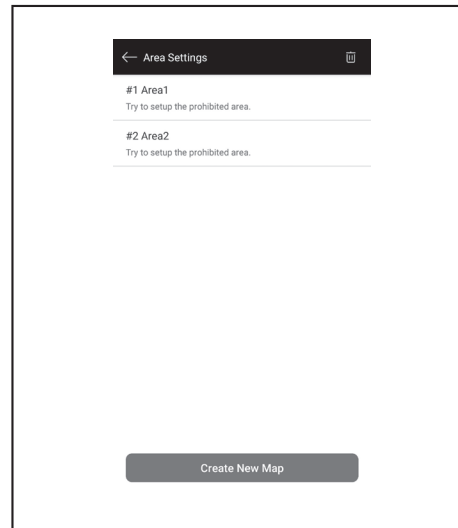 Area Settings
#1 Area1
Try to setup the prohibited area.
#2 Area2
Try to setup the prohibited area.
Create New Map